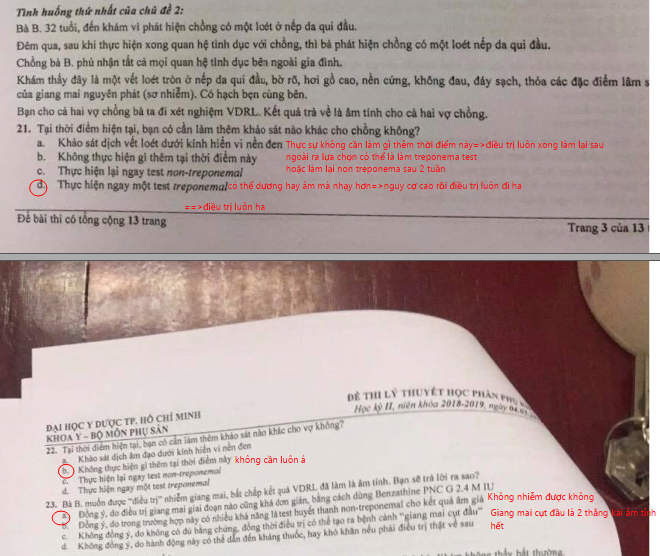 Tình huống thứ nhất của chủ đề 2:
Bà B. 32 tuổi, đến khám vì phát hiện chồng có một loét ở nếp da qui đầu.
Đêm qua, sau khi thực hiện xong quan hệ tình dục với chồng, thì bà phát hiện chồng có một loét nếp da qui đầu.
Chồng bà B. phủ nhận tất cả mọi quan hệ tình dục bên ngoài gia đình.
Khám thấy đây là một vết loét tròn ở nếp da qui đầu, bờ rõ, hơi gồ cao, nền cứng, không đau, đáy sạch, thỏa các đặc điểm lâm s
của giang mai nguyên phát (sơ nhiễm). Có hạch bẹn cùng bên.
Bạn cho cả hai vợ chồng bà ta đi xét nghiệm VDRL. Kết quả trả về là âm tính cho cả hai vợ chồng.
21. Tại thời điểm hiện tại, bạn có cần làm thêm khảo sát nào khác cho chồng không?
a. Khảo sát dịch vết loét dưới kính hiển vi nền đen Thực sự không cần làm gì thêm thời điểm này=>điều trị luôn xong làm lại sau
b. Không thực hiện gì thêm tại thời điểm này ngoài ra lựa chọn có thể là làm treponema test
c. Thực hiện lại ngay test non-treponemal hoặc làm lại non treponema sau 2 tuần
d. Thực hiện ngay một test treponemal có thể dương hay âm mà nhạy hơn=>nguy cơ cao rồi điều trị luôn đi ha
==>điều trị luôn ha
Đề bài thi có tổng cộng 13 trang
Trang 3 của 13
ĐỀ THI LÝ THUYẾT HỌC PHẦN PHỤ
ĐẠI HỌC Y DƯỢC TP. HỒ CHÍ MINH
Học kỳ II, niên khóa 2018-2019, ngày
KHOA Y – BỘ MÔN PHỤ SẢN
22. Tại thời điểm hiện tại, bạn có cần làm thêm khảo sát nào khác cho vợ không?
a. Khảo sát dịch âm đạo dưới kính hiển vi nền đen
b. Không thực hiện gì thêm tại thời điểm này không cần luôn á
c. Thực hiện lại ngay test non-treponemal
d. Thực hiện ngay một test treponemal
23. Bà B. muốn được “điều trị” nhiễm giang mai, bất chấp kết quả VDRL đã làm là âm tính. Bạn sẽ trả lời ra sao?
a. Đồng ý, do điều trị giang mai giai đoạn nào cũng khá đơn giản, bằng cách dùng Benzathine PNC G 2.4 M IU Không nhiễm được không
b. Đồng ý, do trong trường hợp này có nhiều khả năng là test huyết thanh non-treponemal cho kết quả âm giả
c. Không đồng ý, do không có đủ bằng chứng, đồng thời điều trị có thể tạo ra bệnh cảnh “giang mai cụt đầu” Giang mai cụt đầu là 2 thằng kai âm tính hết
d. Không đồng ý, do hành động này có thể dẫn đến kháng thuốc, hay khó khăn nếu phải điều trị thật về sau
không thấy bất thường.